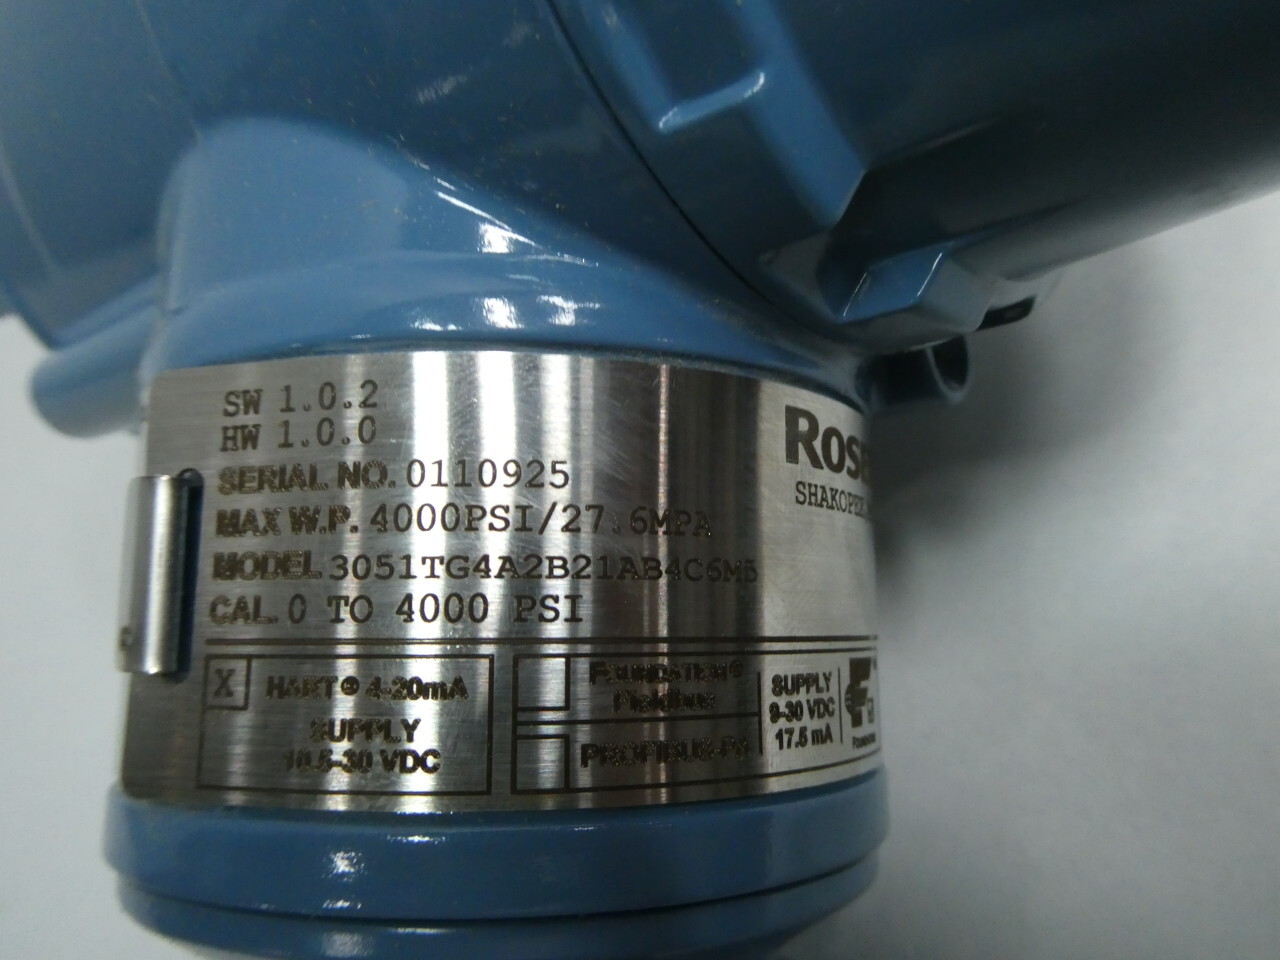 SW 1.0.2
HW 1.0.0
SERIAL NO. 0110925
MAX W.P. 4000PSI/27.6MPA
MODEL 3051TG4A2B21AB4C6M5
CAL. 0 TO 4000 PSI
X HART® 4-20mA
SUPPLY
10.5-30 VDC
FOUNDATION®
Fieldbus
PROFIBUS-PA
SUPPLY
9-30 VDC
17.5 mA